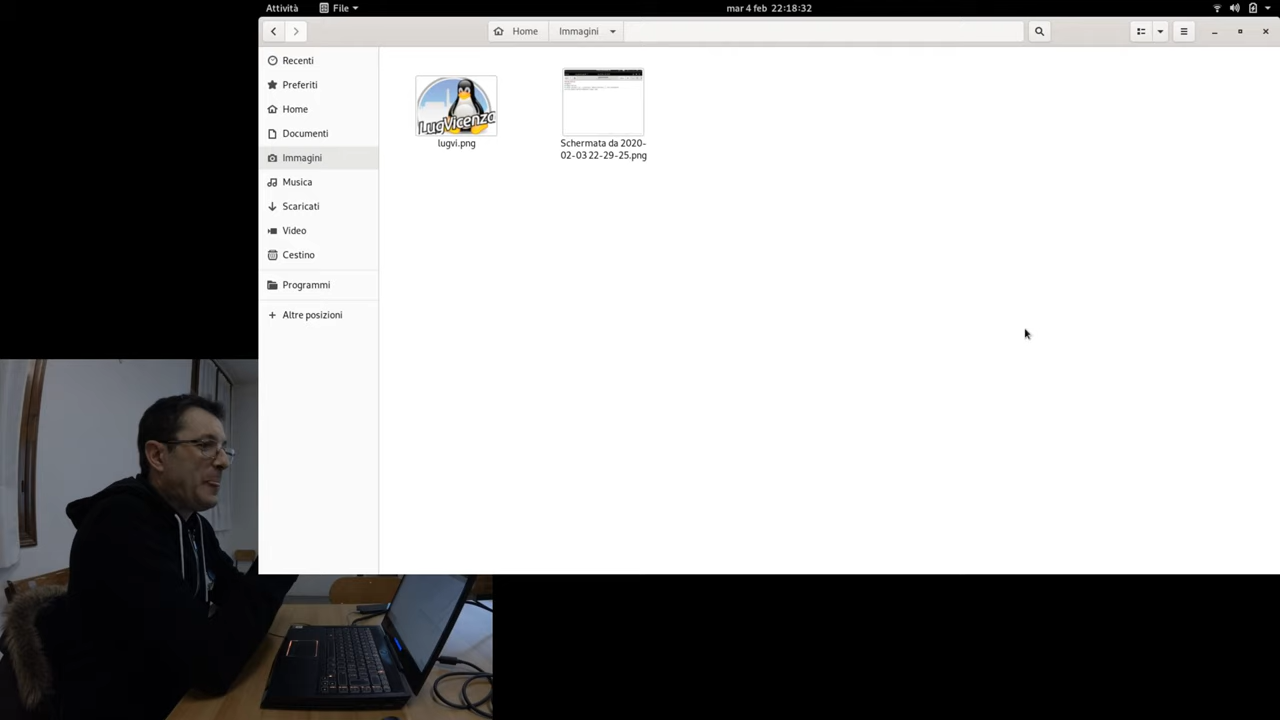 Attività File mar 4 feb 22:18:32
Home Immagini
Recenti
Preferiti
Home
Documenti
Immagini
Musica
Scaricati
Video
Cestino
Programmi
Altre posizioni
LugVicenza
lugvi.png
Schermata da 2020-
02-03 22-29-25.png